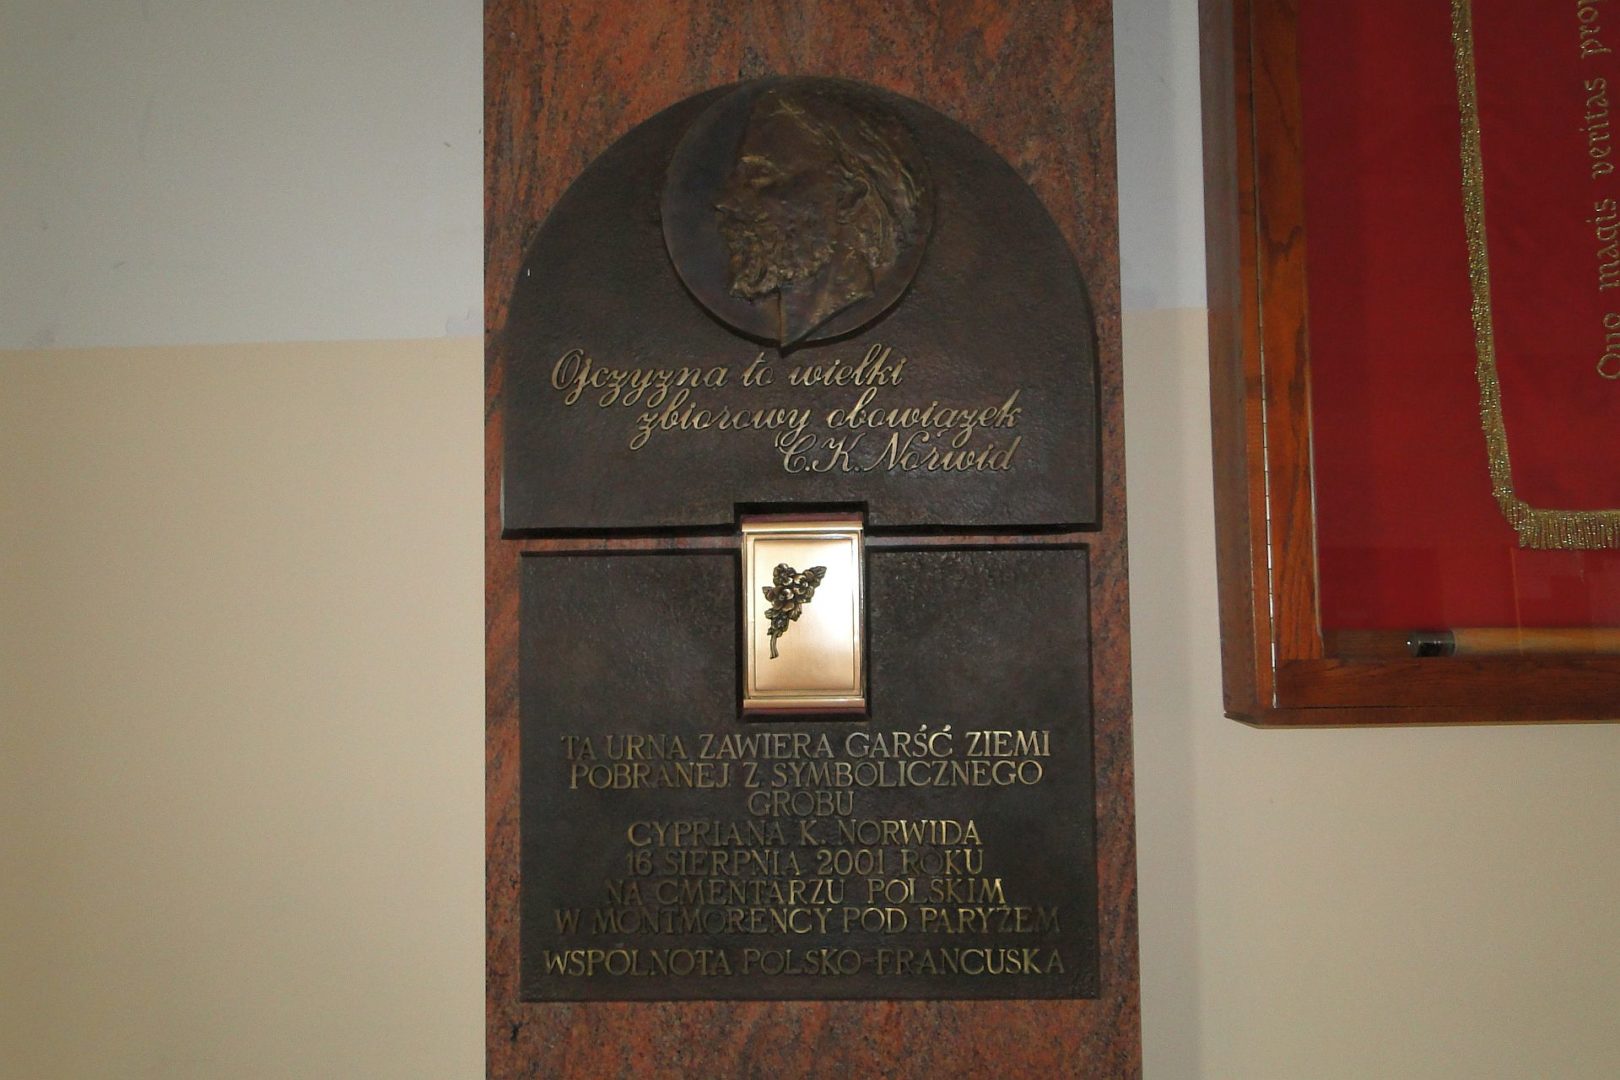 Ojczyzna to wielki
zbiorowy obowiązek
C.K. Norwid
TA URNA ZAWIERA GARŚĆ ZIEMI
POBRANEJ Z SYMBOLICZNEGO
GROBU
CYPRIANA K. NORWIDA
16 SIERPNIA 2001 ROKU
NA CMENTARZU POLSKIM
W MONTMORENCY POD PARYŻEM
WSPÓLNOTA POLSKO-FRANCUSKA
Quo magis veritas